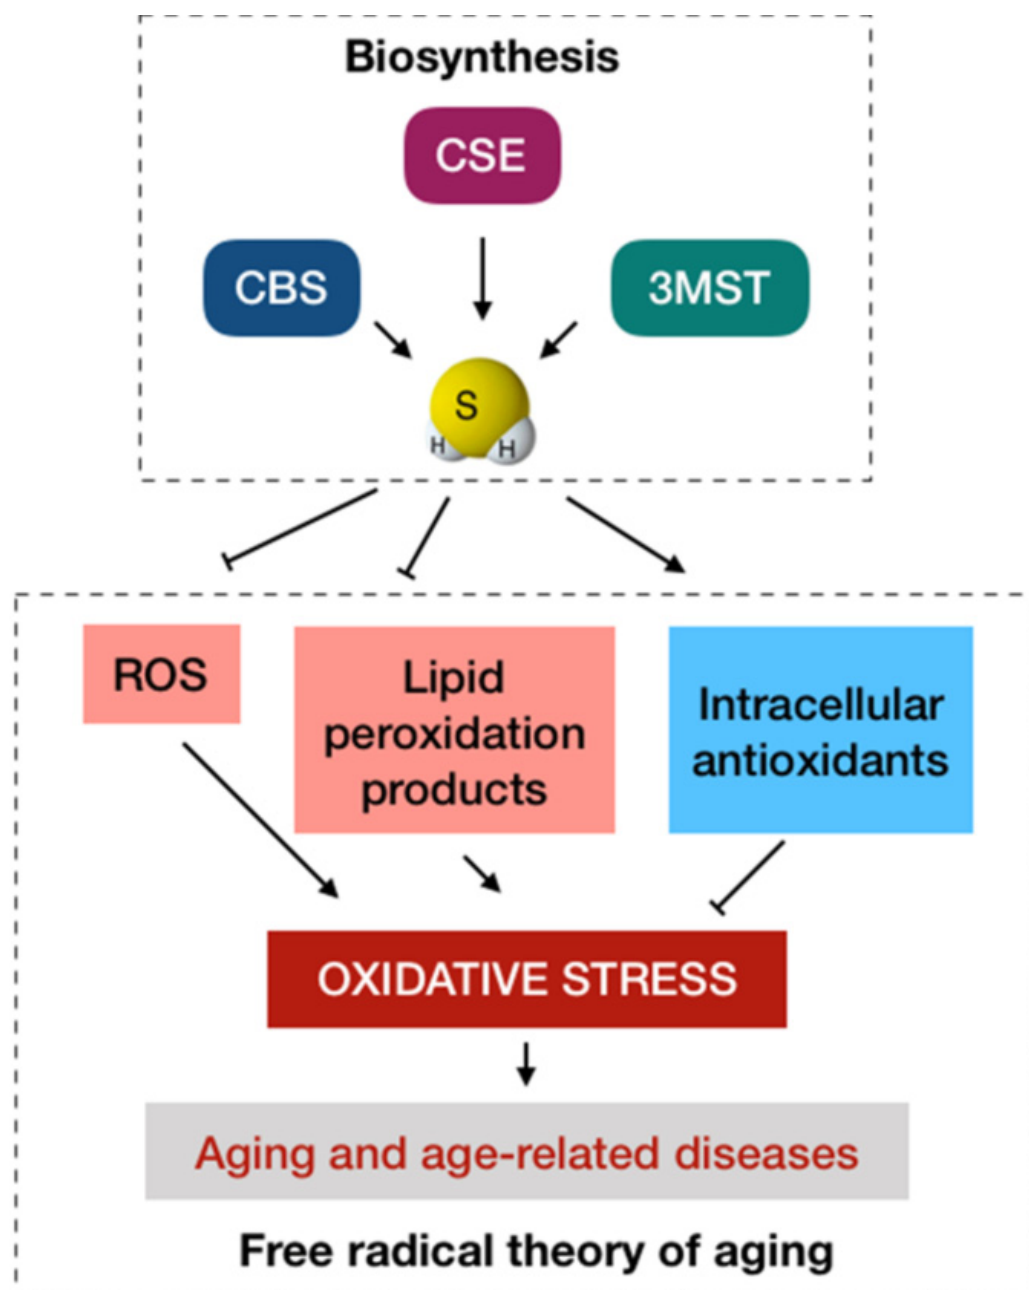 Biosynthesis
CSE
CBS
3MST
S
H
H
ROS
Lipid
peroxidation
products
Intracellular
antioxidants
OXIDATIVE STRESS
Aging and age-related diseases
Free radical theory of aging